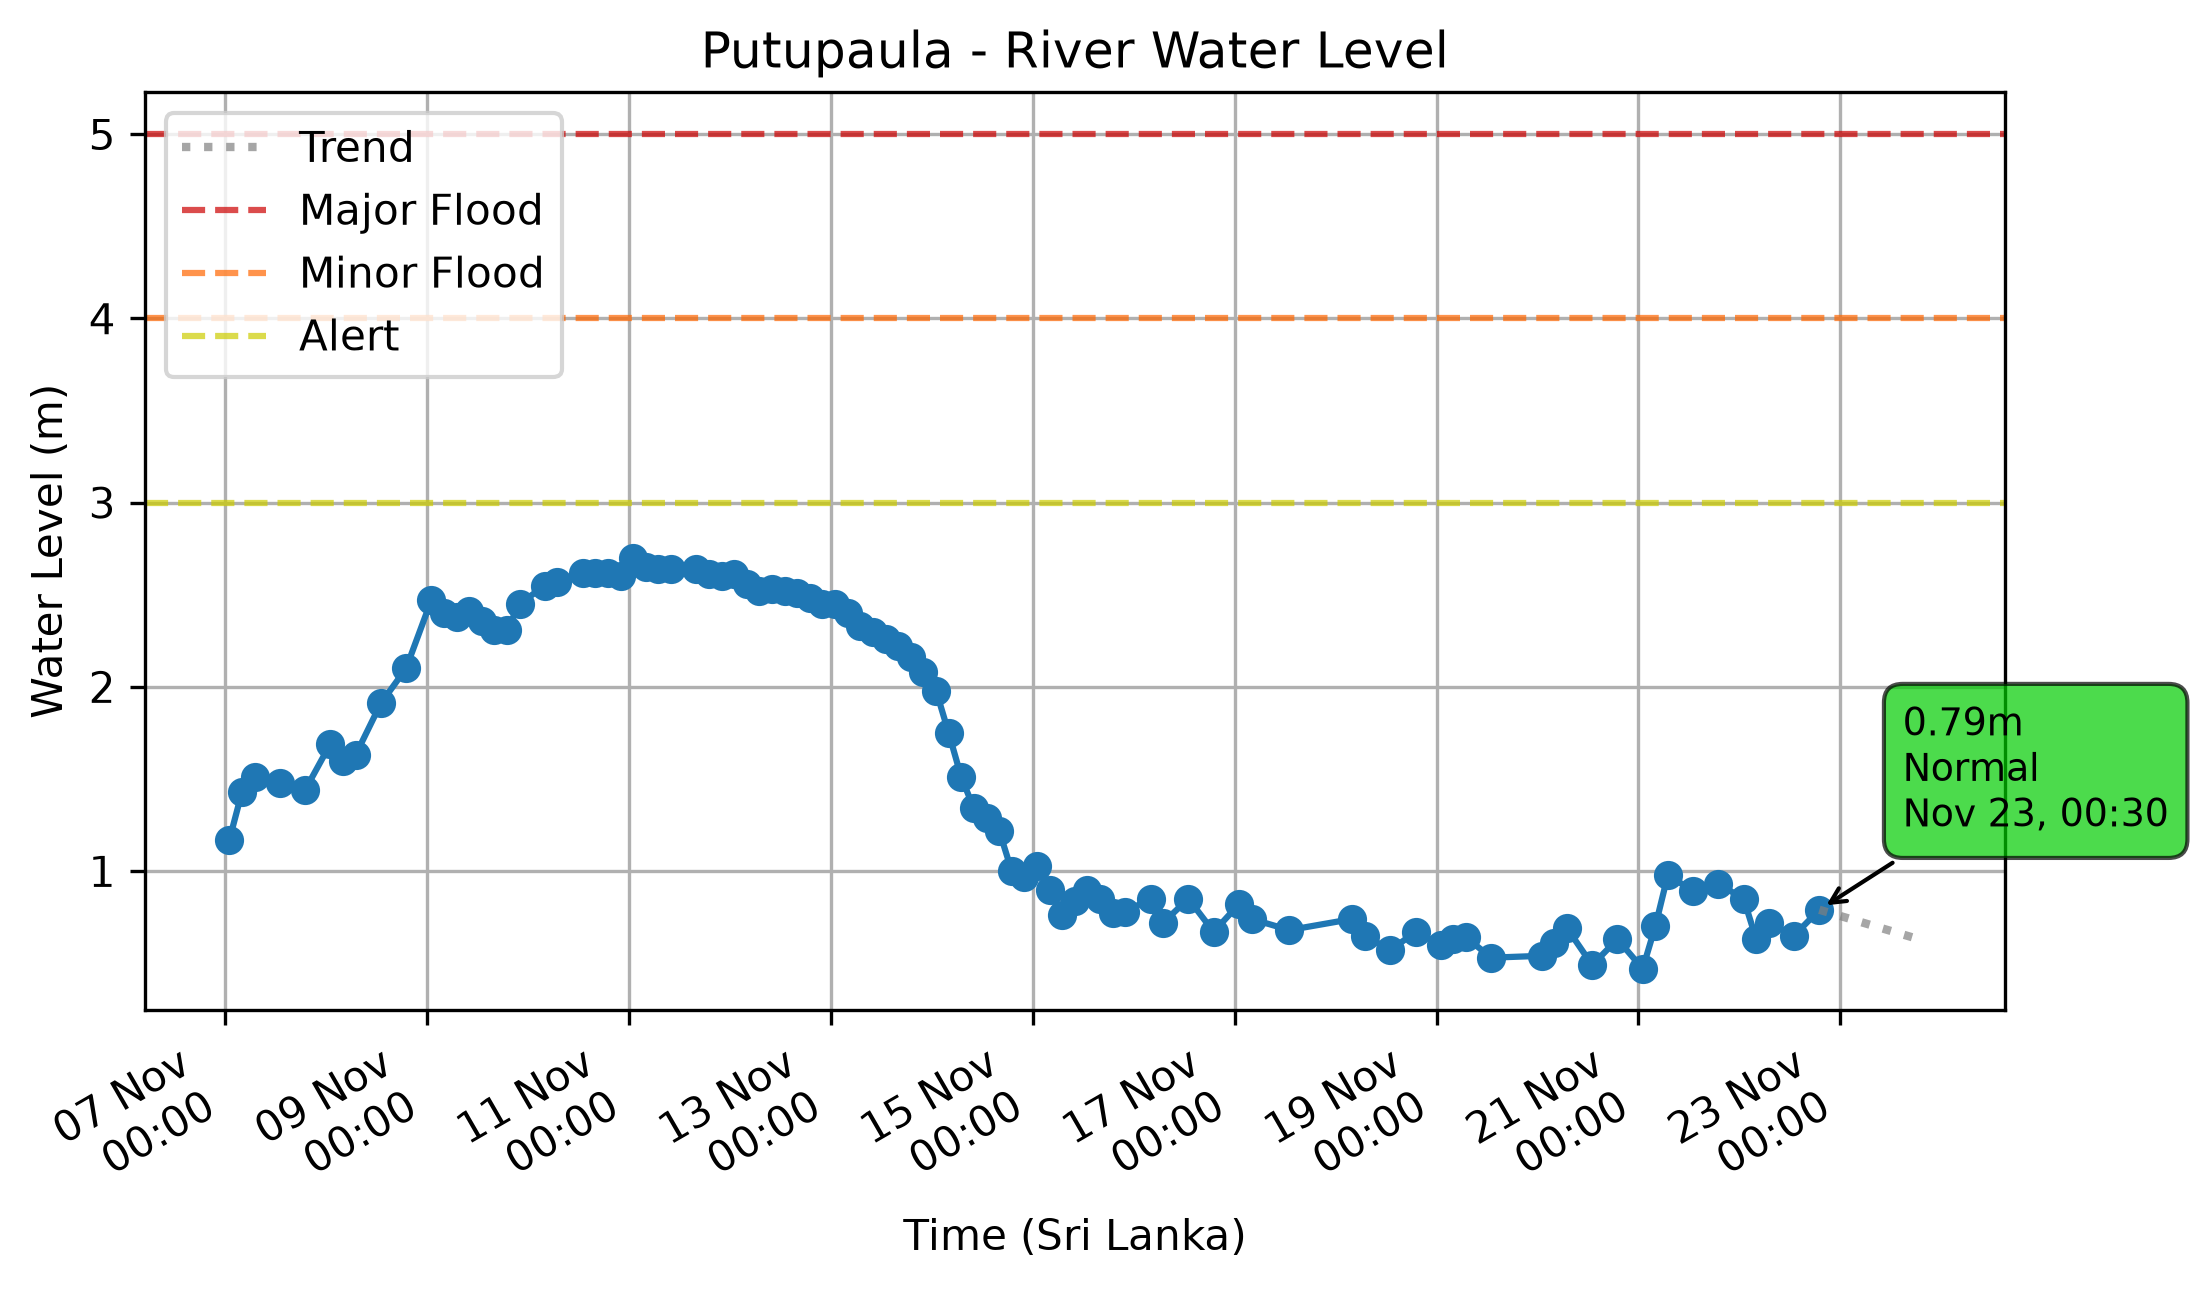 Putupaula - River Water Level
Water Level (m)
5
4
3
2
1
Trend
Major Flood
Minor Flood
Alert
0.79m
Normal
Nov 23, 00:30
07 Nov
00:00
09 Nov
00:00
11 Nov
00:00
13 Nov
00:00
15 Nov
00:00
17 Nov
00:00
19 Nov
00:00
21 Nov
00:00
23 Nov
00:00
Time (Sri Lanka)